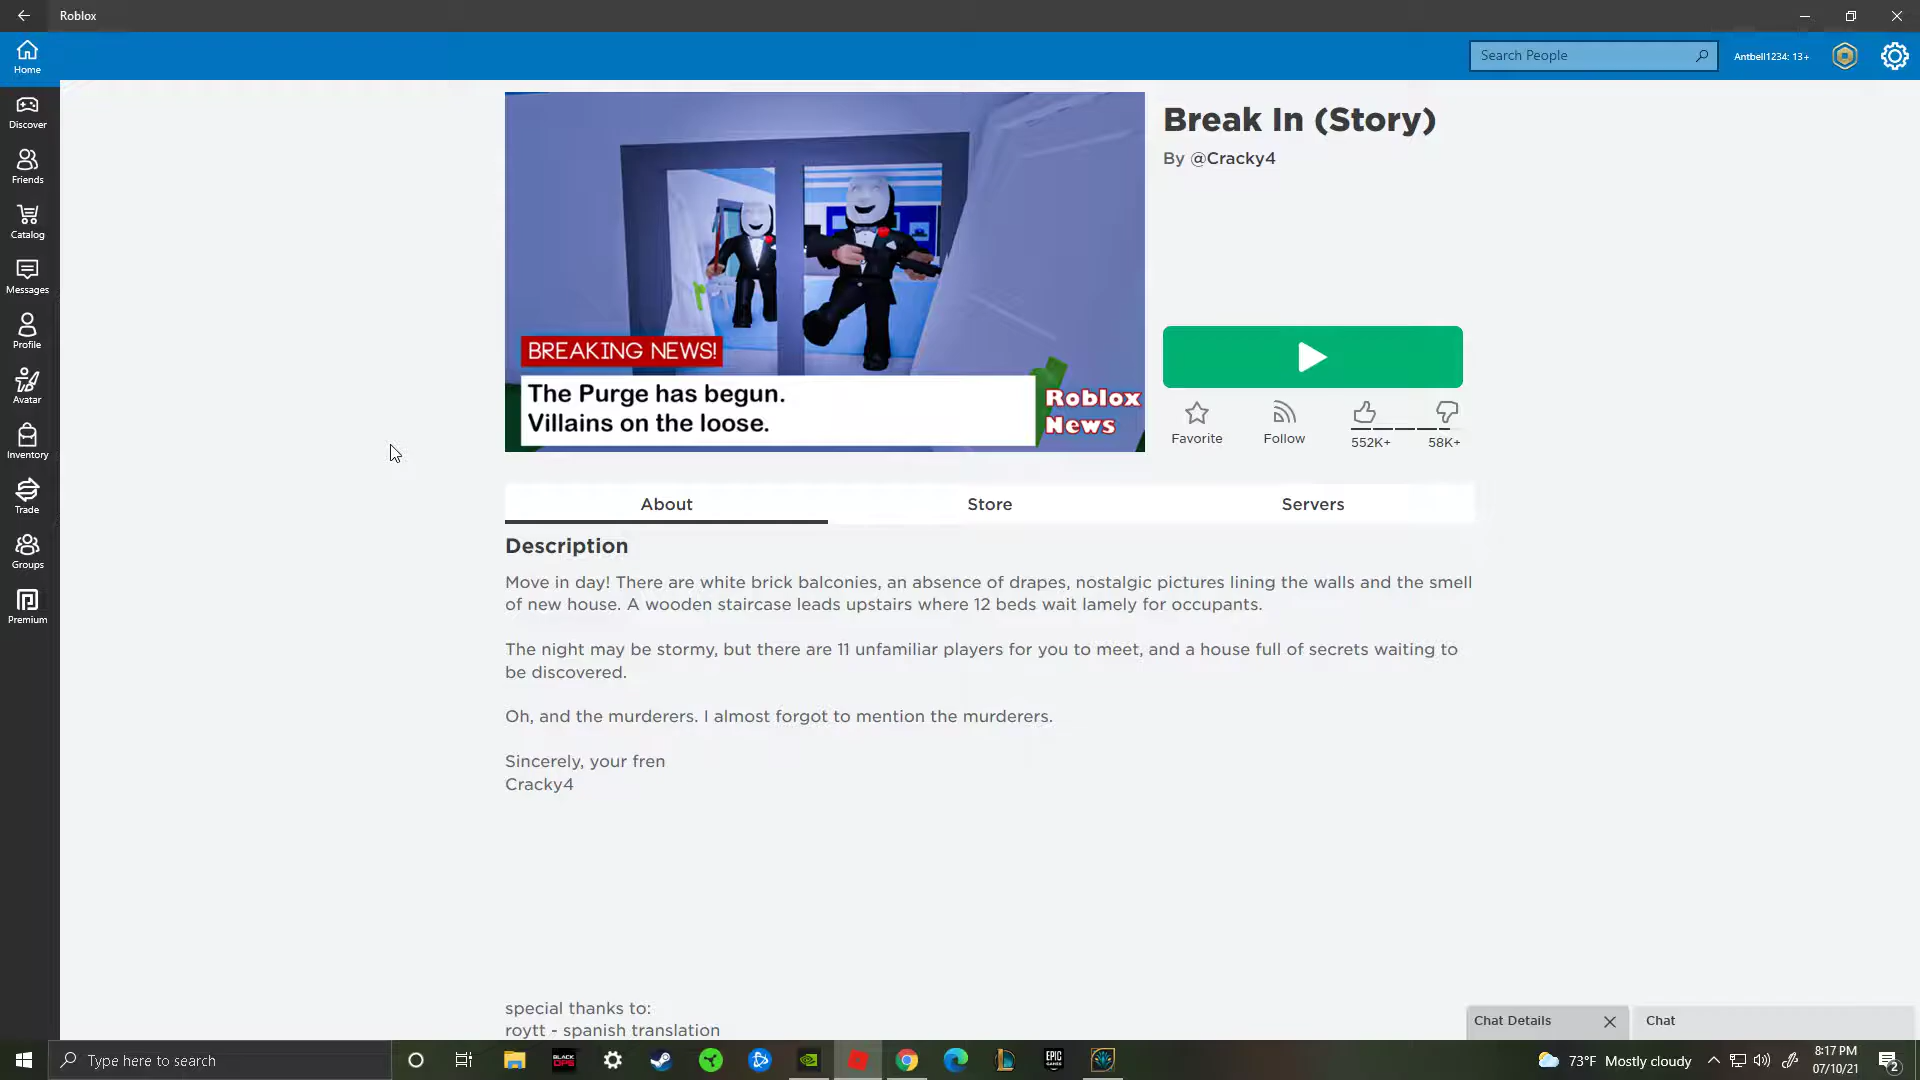 Roblox
Home
Search People
Antbell1234: 13+
Discover
Friends
Catalog
Messages
Profile
Avatar
Inventory
Trade
Groups
Premium
BREAKING NEWS!
The Purge has begun.
Villains on the loose.
Roblox
News
Break In (Story)
By @Cracky4
Favorite
Follow
552K+
58K+
About
Store
Servers
Description
Move in day! There are white brick balconies, an absence of drapes, nostalgic pictures lining the walls and the smell
of new house. A wooden staircase leads upstairs where 12 beds wait lamely for occupants.
The night may be stormy, but there are 11 unfamiliar players for you to meet, and a house full of secrets waiting to
be discovered.
Oh, and the murderers. I almost forgot to mention the murderers.
Sincerely, your fren
Cracky4
special thanks to:
roytt - spanish translation
Chat Details
Chat
Type here to search
BLACK
OPS
EPIC
GAMES
73°F Mostly cloudy
8:17 PM
07/10/21
2